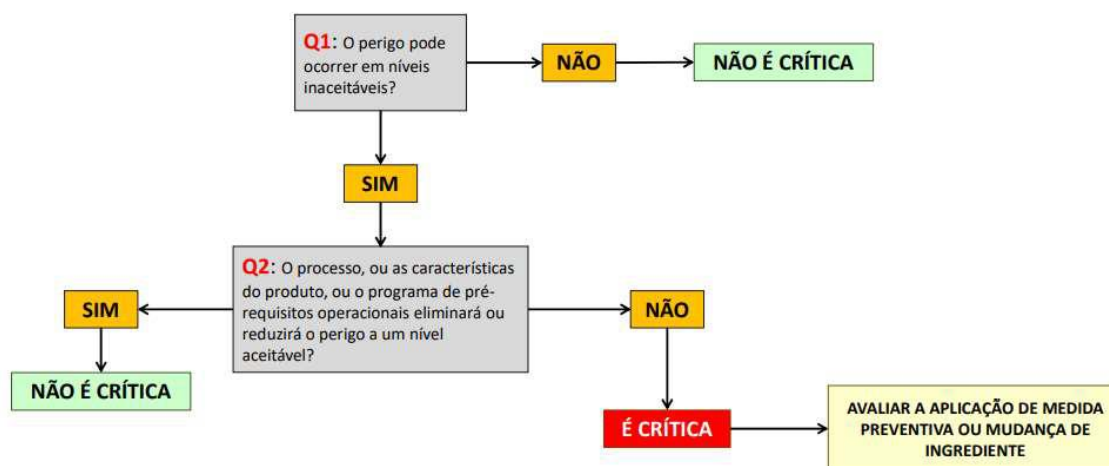 Q1: O perigo pode
ocorrer em níveis
inaceitáveis?
NÃO
NÃO É CRÍTICA
SIM
Q2: O processo, ou as características
do produto, ou o programa de pré-
requisitos operacionais eliminará ou
reduzirá o perigo a um nível
aceitável?
SIM
NÃO
NÃO É CRÍTICA
É CRÍTICA
AVALIAR A APLICAÇÃO DE MEDIDA
PREVENTIVA OU MUDANÇA DE
INGREDIENTE